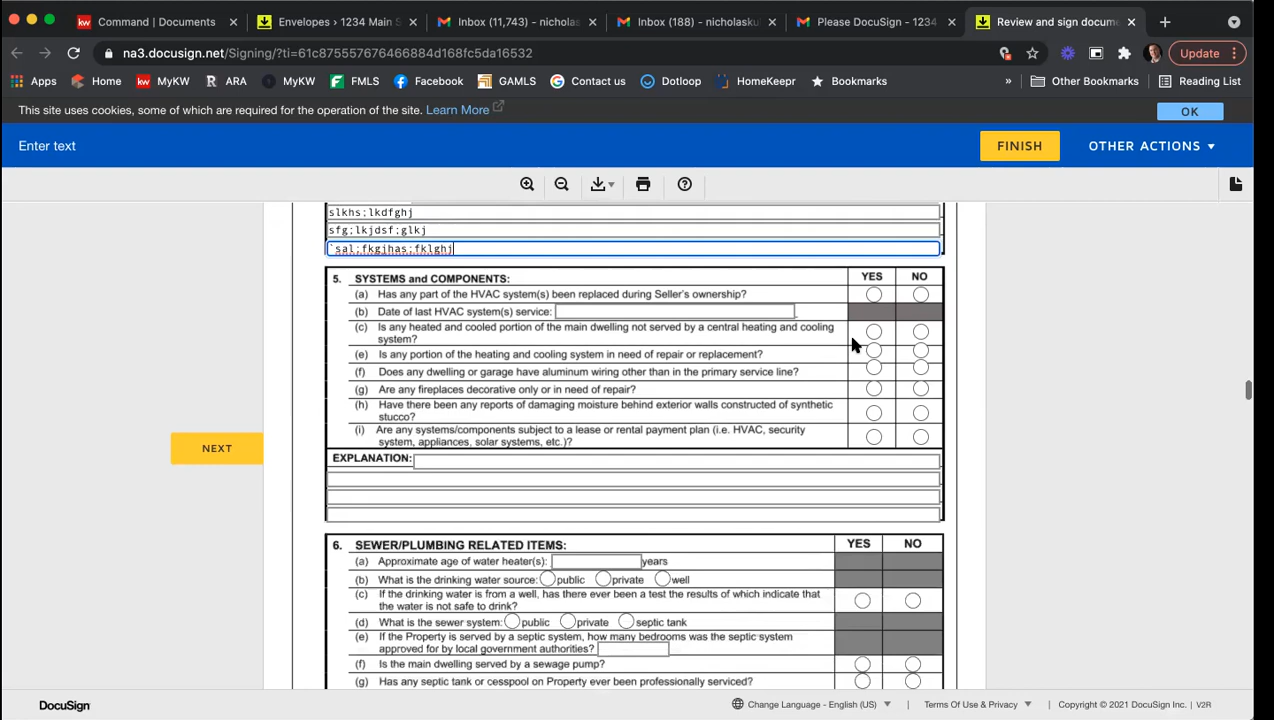 Command | Documents
Envelopes › 1234 Main S
Inbox (11,743) – nicholas
Inbox (188) – nicholasku
Please DocuSign - 1234
Review and sign docume
na3.docusign.net/Signing/?ti=61c875557676466884d168fc5da16532
Update
Apps
Home
kw MyKW
R ARA
MyKW
FMLS
Facebook
GAMLS
Contact us
Dotloop
HomeKeepr
Bookmarks
»
Other Bookmarks
Reading List
This site uses cookies, some of which are required for the operation of the site. Learn More
OK
Enter text
FINISH
OTHER ACTIONS
slkhs;lkdfghj
sfg;lkjdsf;glkj
`sal;fkgjhas;fklghj
5. SYSTEMS and COMPONENTS: YES NO
(a) Has any part of the HVAC system(s) been replaced during Seller's ownership?
(b) Date of last HVAC system(s) service: .
(c) Is any heated and cooled portion of the main dwelling not served by a central heating and cooling
system?
(e) Is any portion of the heating and cooling system in need of repair or replacement?
(f) Does any dwelling or garage have aluminum wiring other than in the primary service line?
(g) Are any fireplaces decorative only or in need of repair?
(h) Have there been any reports of damaging moisture behind exterior walls constructed of synthetic
stucco?
(i) Are any systems/components subject to a lease or rental payment plan (i.e. HVAC, security
system, appliances, solar systems, etc.)?
NEXT
EXPLANATION:
6. SEWER/PLUMBING RELATED ITEMS: YES NO
(a) Approximate age of water heater(s): years
(b) What is the drinking water source: public private well
(c) If the drinking water is from a well, has there ever been a test the results of which indicate that
the water is not safe to drink?
(d) What is the sewer system: public private septic tank
(e) If the Property is served by a septic system, how many bedrooms was the septic system
approved for by local government authorities?
(f) Is the main dwelling served by a sewage pump?
(g) Has any septic tank or cesspool on Property ever been professionally serviced?
DocuSign
Change Language - English (US)
Terms Of Use & Privacy
Copyright © 2021 DocuSign Inc. | V2R